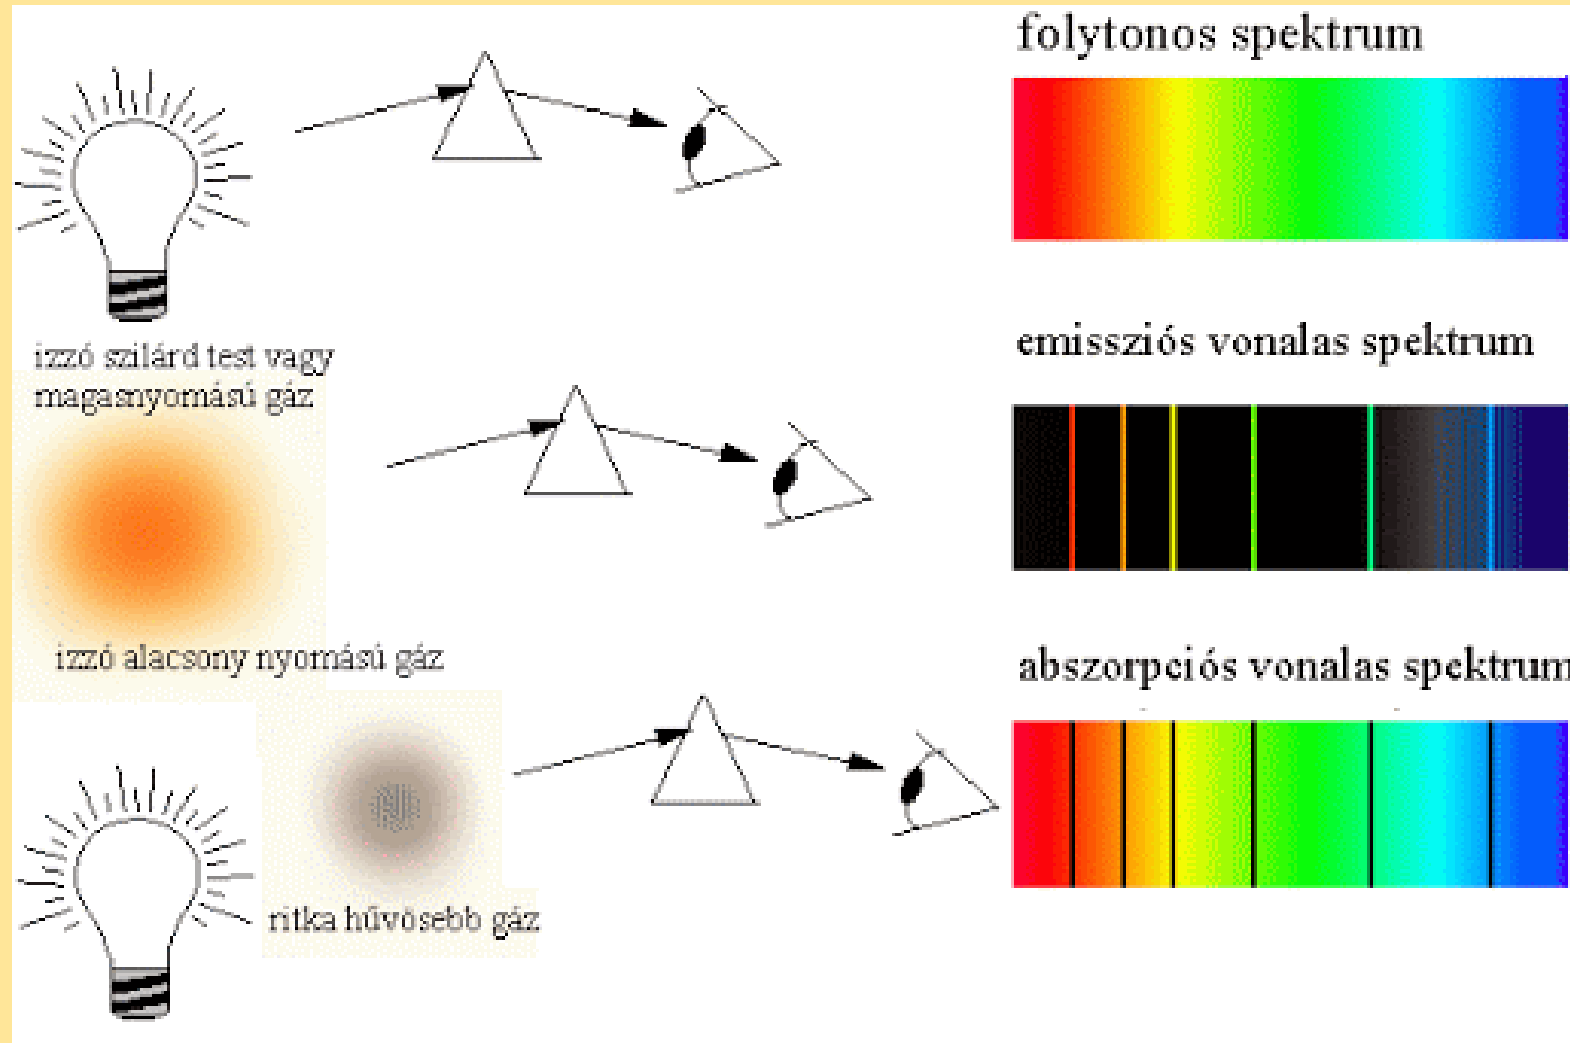 folytonos spektrum
izzó szilárd test vagy
magasnyomású gáz
emissziós vonalas spektrum
izzó alacsony nyomású gáz
abszorpciós vonalas spektrum
ritka hűvösebb gáz